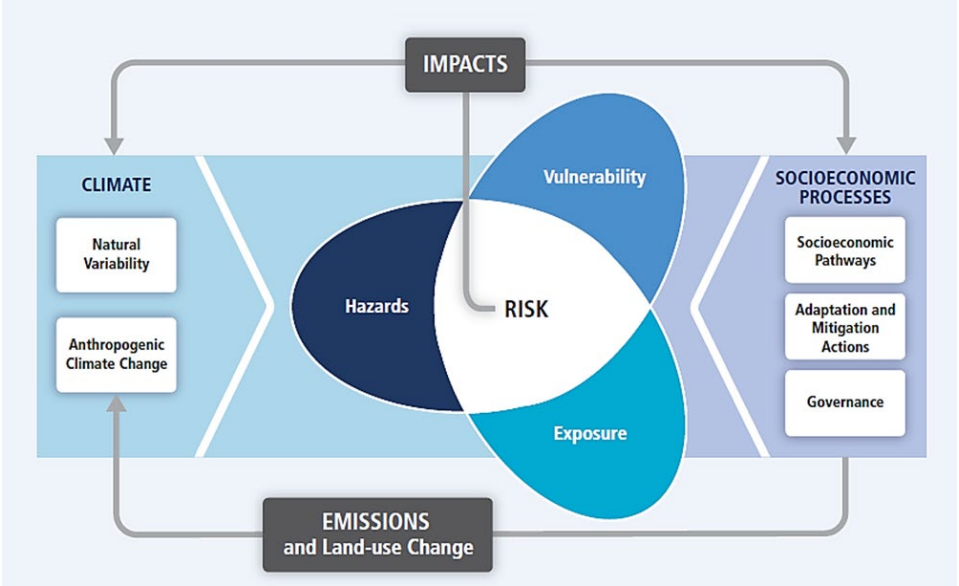 IMPACTS
CLIMATE
Natural
Variability
Anthropogenic
Climate Change
Vulnerability
Hazards
RISK
Exposure
SOCIOECONOMIC
PROCESSES
Socioeconomic
Pathways
Adaptation and
Mitigation
Actions
Governance
EMISSIONS
and Land-use Change